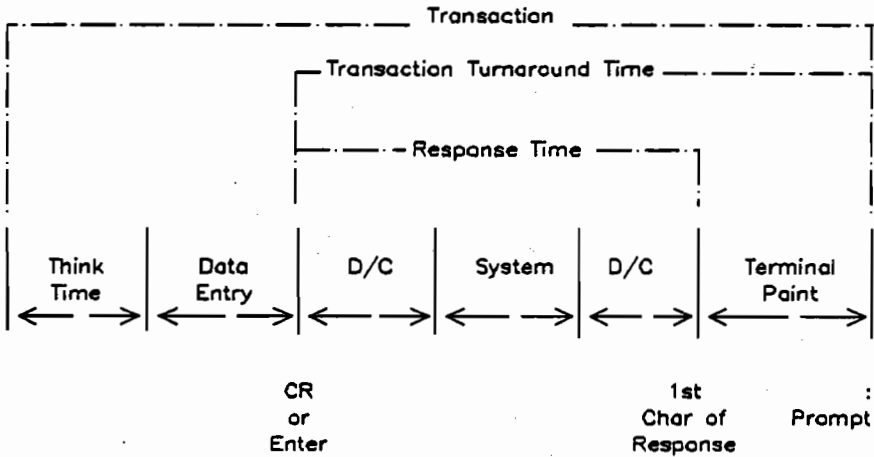 Transaction
Transaction Turnaround Time
Response Time
Think Time
Data Entry
D/C
System
D/C
Terminal Paint
CR or Enter
1st Char of Response
: Prompt